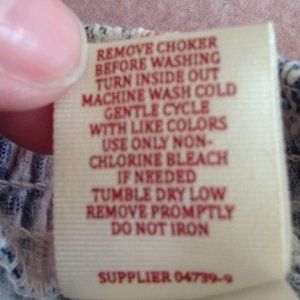 REMOVE CHOKER
BEFORE WASHING
TURN INSIDE OUT
MACHINE WASH COLD
GENTLE CYCLE
WITH LIKE COLORS
USE ONLY NON-
CHLORINE BLEACH
IF NEEDED
TUMBLE DRY LOW
REMOVE PROMPTLY
DO NOT IRON
SUPPLIER 04739-9